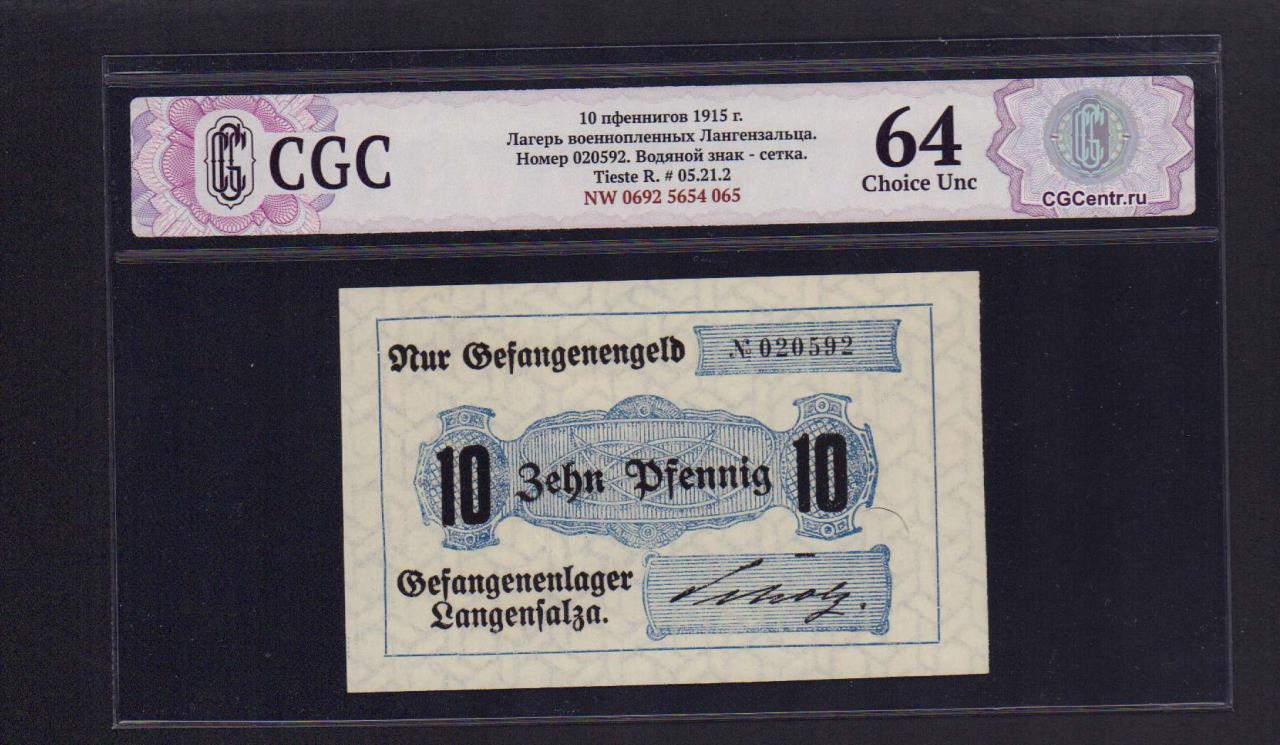 CGC
10 пфеннигов 1915 г.
Лагерь военнопленных Лангензальца.
Номер 020592. Водяной знак - сетка.
Tieste R. # 05.21.2
NW 0692 5654 065
64
Choice Unc
CGCentr.ru
Nur Gefangenengeld
№ 020592
10 Zehn Pfennig 10
Gefangenenlager
Langenſalza.